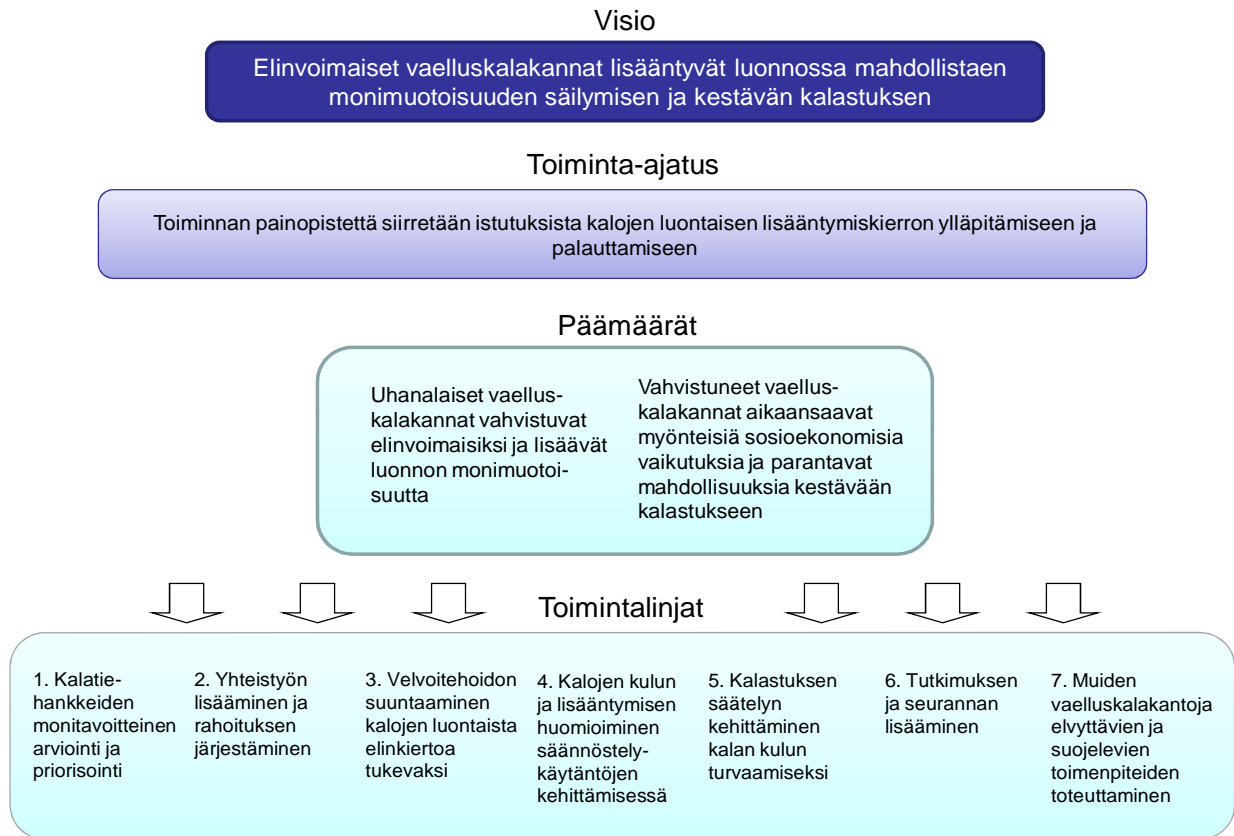 Visio
Elinvoimaiset vaelluskalakannat lisääntyvät luonnossa mahdollistaen
monimuotoisuuden säilymisen ja kestävän kalastuksen
Toiminta-ajatus
Toiminnan painopistettä siirretään istutuksista kalojen luontaisen lisääntymiskierron ylläpitämiseen ja
palauttamiseen
Päämäärät
Uhanalaiset vaellus-
kalakannat vahvistuvat
elinvoimaisiksi ja lisäävät
luonnon monimuotoi-
suutta
Vahvistuneet vaellus-
kalakannat aikaansaavat
myönteisiä sosioekonomisia
vaikutuksia ja parantavat
mahdollisuuksia kestävään
kalastukseen
Toimintalinjat
1. Kalatie-
hankkeiden
monitavoitteinen
arviointi ja
priorisointi
2. Yhteistyön
lisääminen ja
rahoituksen
järjestäminen
3. Velvoitehoidon
suuntaaminen
kalojen luontaista
elinkiertoa
tukevaksi
4. Kalojen kulun
ja lisääntymisen
huomioiminen
säännöstely-
käytäntöjen
kehittämisessä
5. Kalastuksen
säätelyn
kehittäminen
kalan kulun
turvaamiseksi
6. Tutkimuksen
ja seurannan
lisääminen
7. Muiden
vaelluskalakantoja
elvyttävien ja
suojelevien
toimenpiteiden
toteuttaminen